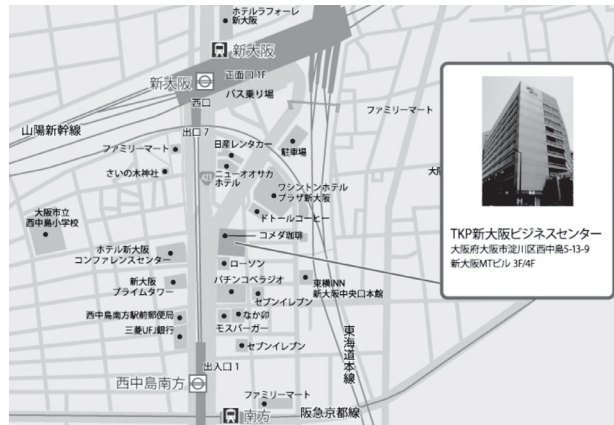 ホテルラフォーレ
新大阪
新大阪
新大阪
正面口 1F
バス乗り場
西口
ファミリーマート
山陽新幹線
出口 7
日産レンタカー
駐車場
ファミリーマート
さいの木神社
ニューオオサカ
ホテル
423
ワシントンホテル
プラザ新大阪
大阪市立
西中島小学校
ドトールコーヒー
コメダ珈琲
ホテル新大阪
コンファレンスセンター
ローソン
新大阪
プライムタワー
パチンコベラジオ
東横INN
新大阪中央口本館
セブンイレブン
西中島南方駅前郵便局
なか卯
三菱UFJ銀行
モスバーガー
セブンイレブン
東海道本線
出入口 1
西中島南方
ファミリーマート
南方
阪急京都線
TKP新大阪ビジネスセンター
大阪府大阪市淀川区西中島5-13-9
新大阪MTビル 3F/4F